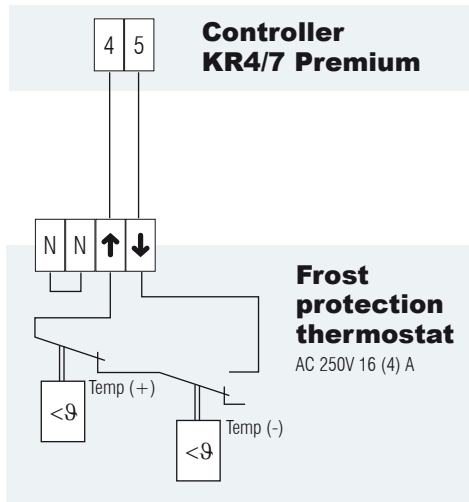 Controller
KR4/7 Premium
4 5
N N ↑ ↓
Frost
protection
thermostat
AC 250V 16 (4) A
Temp (+)
<ϑ
Temp (-)
<ϑ